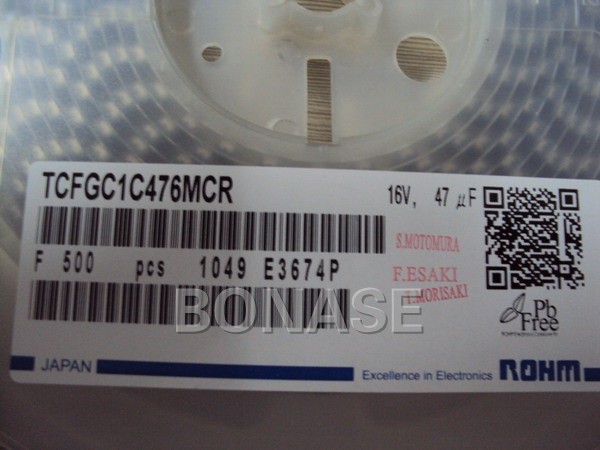 TCFGC1C476MCR
16V, 47 µF
F 500 pcs 1049 E3674P
S.MOTOMURA
F.ESAKI
T.MORISAKI
Pb
Free
BONASE
JAPAN
Excellence in Electronics
ROHM